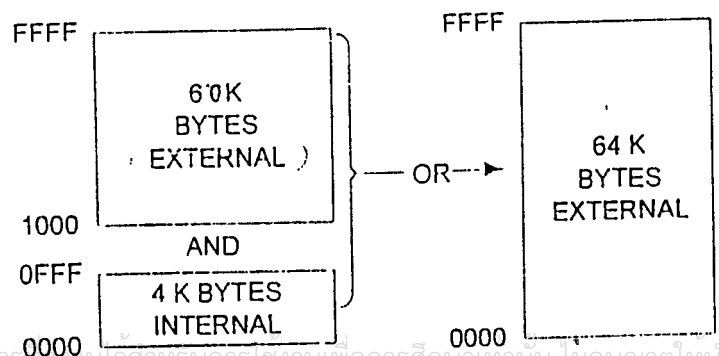 FFFF
60K
BYTES
EXTERNAL
1000
AND
0FFF
4 K BYTES
INTERNAL
0000
OR
FFFF
64 K
BYTES
EXTERNAL
0000